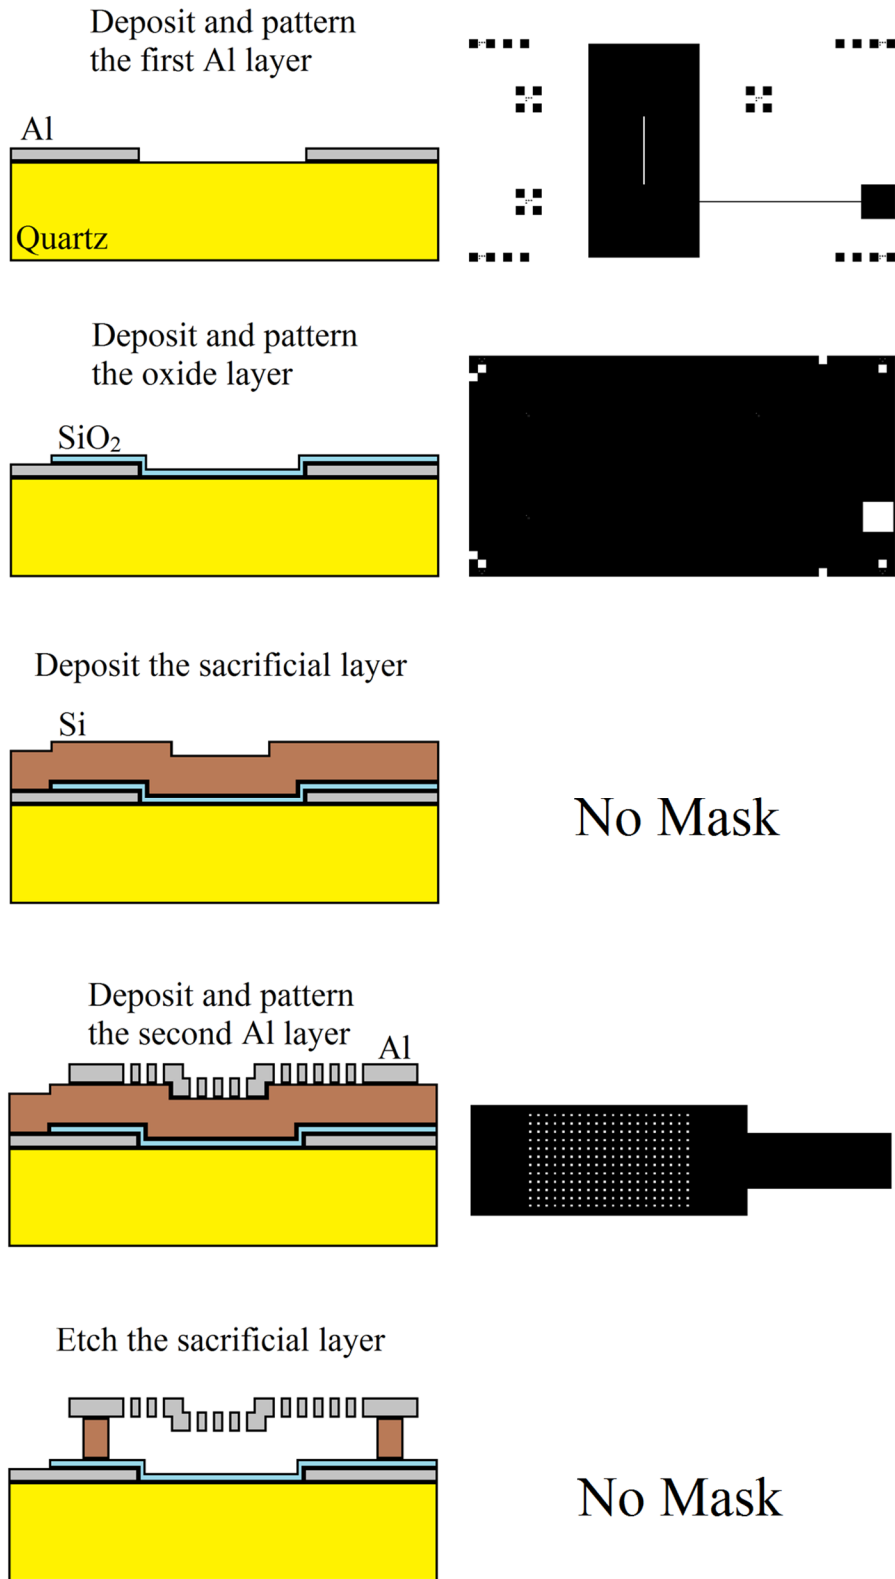 Deposit and pattern
the first Al layer
Al
Quartz
Deposit and pattern
the oxide layer
SiO₂
Deposit the sacrificial layer
Si
No Mask
Deposit and pattern
the second Al layer
Al
Etch the sacrificial layer
No Mask